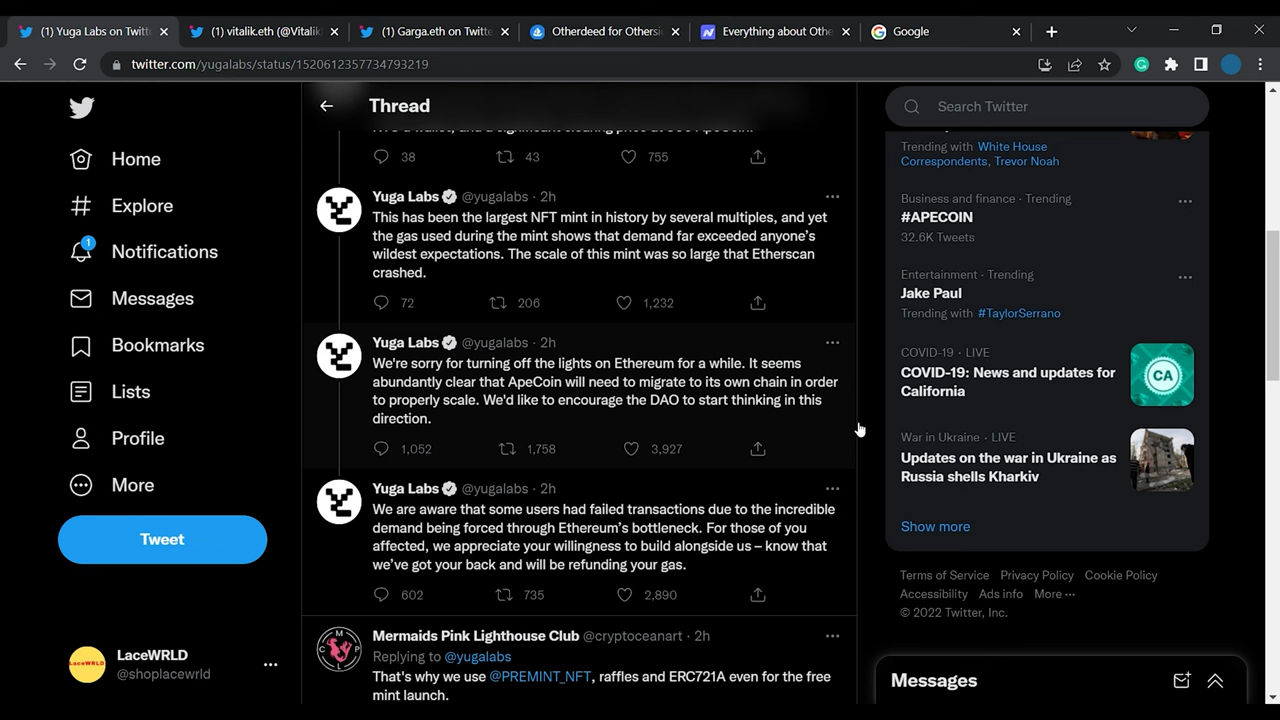 (1) Yuga Labs on Twitt
(1) vitalik.eth (@Vitalik
(1) Garga.eth on Twitte
Otherdeed for Othersi
Everything about Othe
Google
twitter.com/yugalabs/status/1520612357734793219
Home
Explore
1
Notifications
Messages
Bookmarks
Lists
Profile
More
Tweet
LaceWRLD
LaceWRLD
@shoplacewrld
Thread
38 43 755
Yuga Labs @yugalabs · 2h
This has been the largest NFT mint in history by several multiples, and yet
the gas used during the mint shows that demand far exceeded anyone's
wildest expectations. The scale of this mint was so large that Etherscan
crashed.
72 206 1,232
Yuga Labs @yugalabs · 2h
We're sorry for turning off the lights on Ethereum for a while. It seems
abundantly clear that ApeCoin will need to migrate to its own chain in order
to properly scale. We'd like to encourage the DAO to start thinking in this
direction.
1,052 1,758 3,927
Yuga Labs @yugalabs · 2h
We are aware that some users had failed transactions due to the incredible
demand being forced through Ethereum's bottleneck. For those of you
affected, we appreciate your willingness to build alongside us – know that
we've got your back and will be refunding your gas.
602 735 2,890
Mermaids Pink Lighthouse Club @cryptoceanart · 2h
Replying to @yugalabs
That's why we use @PREMINT_NFT, raffles and ERC721A even for the free
mint launch.
Search Twitter
Trending with White House
Correspondents, Trevor Noah
Business and finance · Trending
#APECOIN
32.6K Tweets
Entertainment · Trending
Jake Paul
Trending with #TaylorSerrano
COVID-19 · LIVE
COVID-19: News and updates for
California
CA
War in Ukraine · LIVE
Updates on the war in Ukraine as
Russia shells Kharkiv
Show more
Terms of Service Privacy Policy Cookie Policy
Accessibility Ads info More ···
© 2022 Twitter, Inc.
Messages